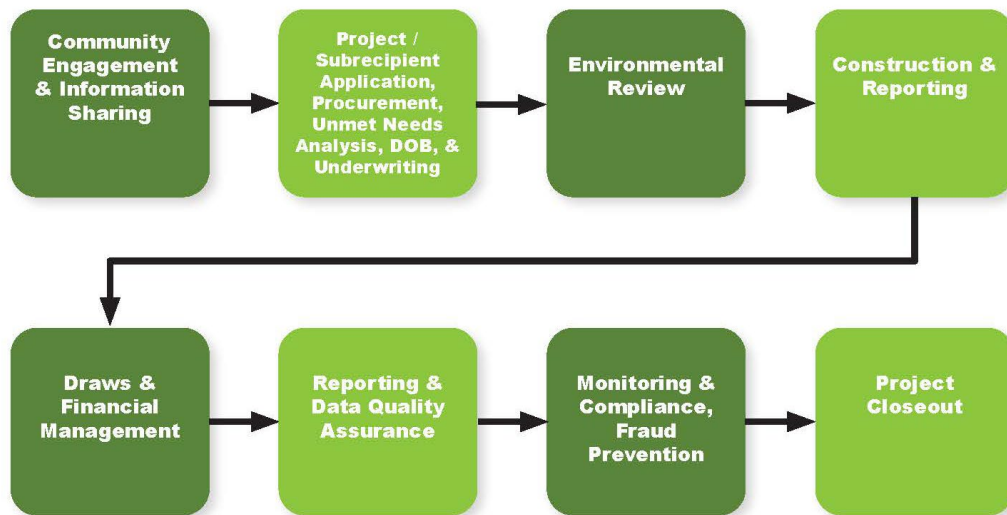 Community
Engagement
& Information
Sharing
Project /
Subrecipient
Application,
Procurement,
Unmet Needs
Analysis, DOB, &
Underwriting
Environmental
Review
Construction &
Reporting
Draws &
Financial
Management
Reporting &
Data Quality
Assurance
Monitoring &
Compliance,
Fraud
Prevention
Project
Closeout